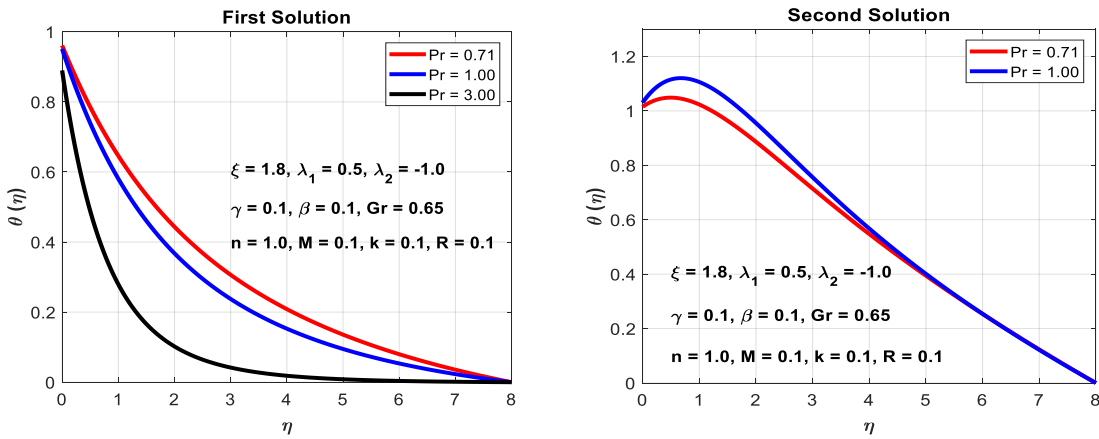 First Solution
1
0.8
0.6
0.4
0.2
0
θ (η)
Pr = 0.71
Pr = 1.00
Pr = 3.00
ξ = 1.8, λ1 = 0.5, λ2 = -1.0
γ = 0.1, β = 0.1, Gr = 0.65
n = 1.0, M = 0.1, k = 0.1, R = 0.1
0 1 2 3 4 5 6 7 8
η
Second Solution
1.2
1
0.8
0.6
0.4
0.2
0
θ (η)
Pr = 0.71
Pr = 1.00
ξ = 1.8, λ1 = 0.5, λ2 = -1.0
γ = 0.1, β = 0.1, Gr = 0.65
n = 1.0, M = 0.1, k = 0.1, R = 0.1
0 1 2 3 4 5 6 7 8
η